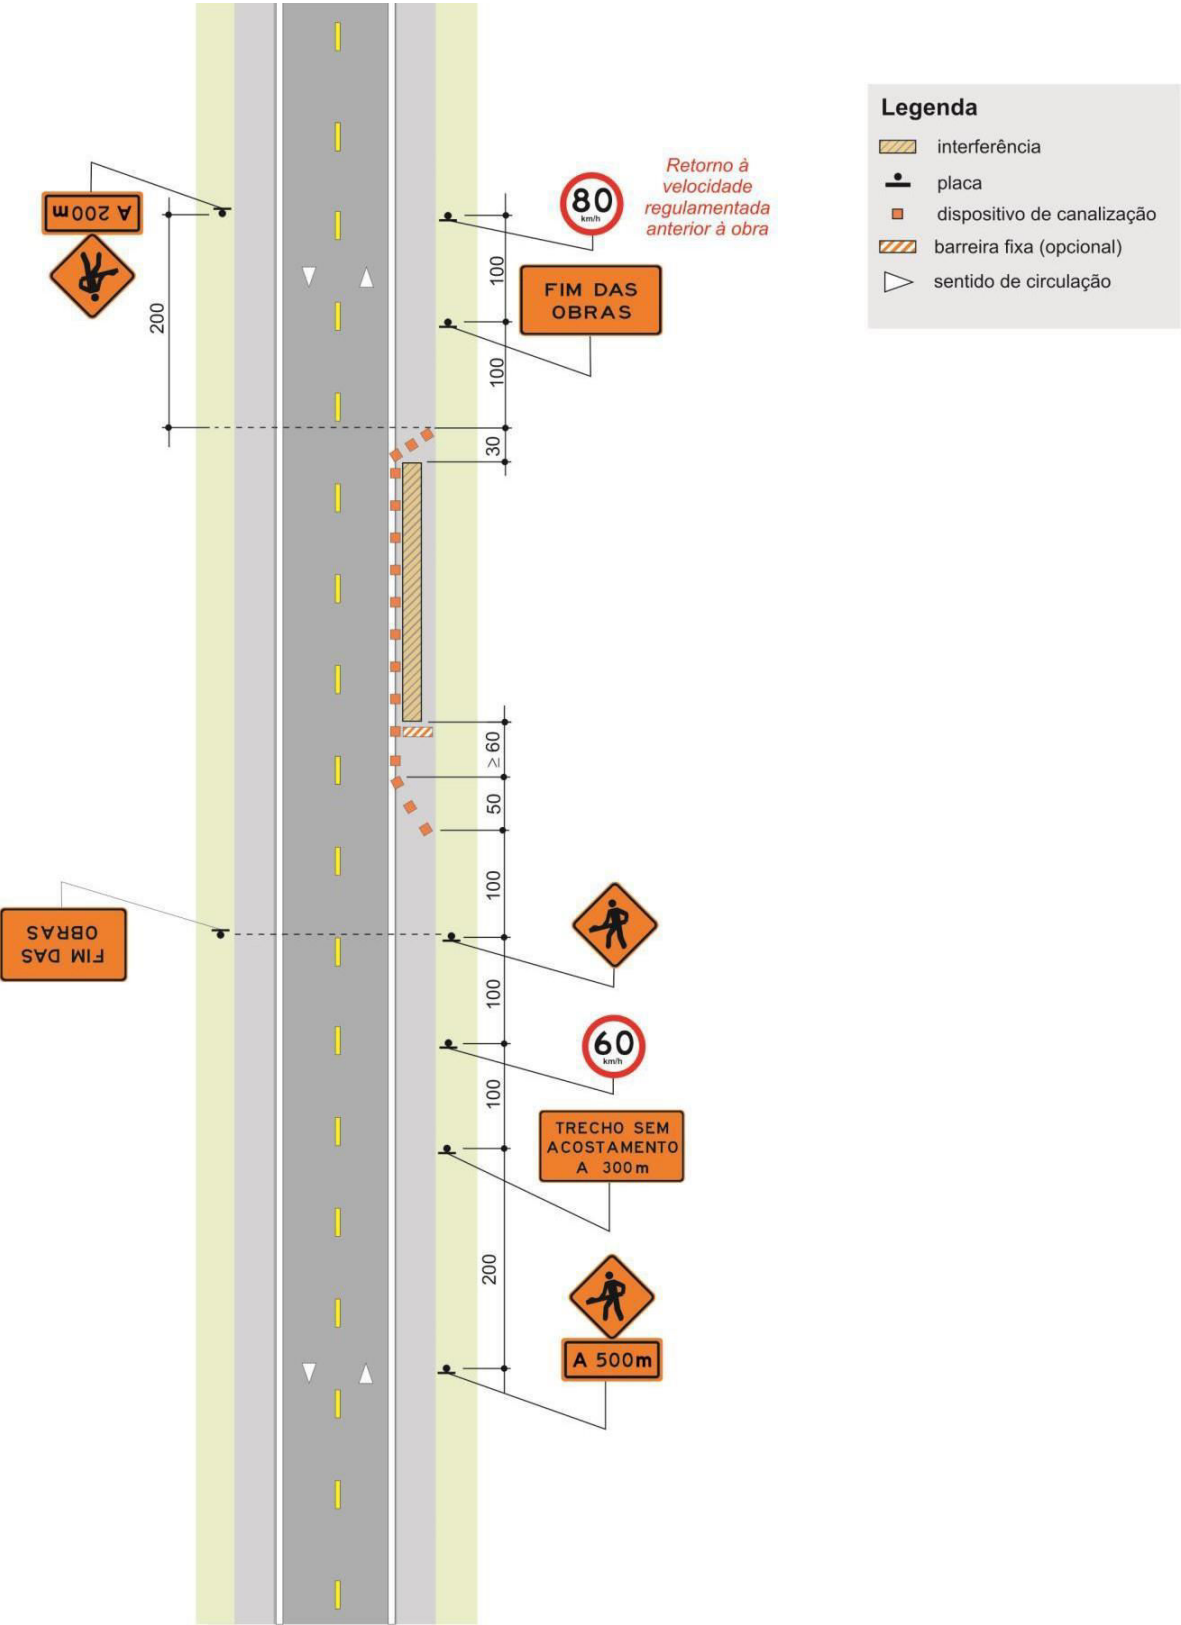 Legenda
interferência
placa
dispositivo de canalização
barreira fixa (opcional)
sentido de circulação
A 200m
200
80
km/h
Retorno à
velocidade
regulamentada
anterior à obra
100
FIM DAS
OBRAS
100
30
≥ 60
50
100
FIM DAS
OBRAS
100
60
km/h
100
TRECHO SEM
ACOSTAMENTO
A 300m
200
A 500m